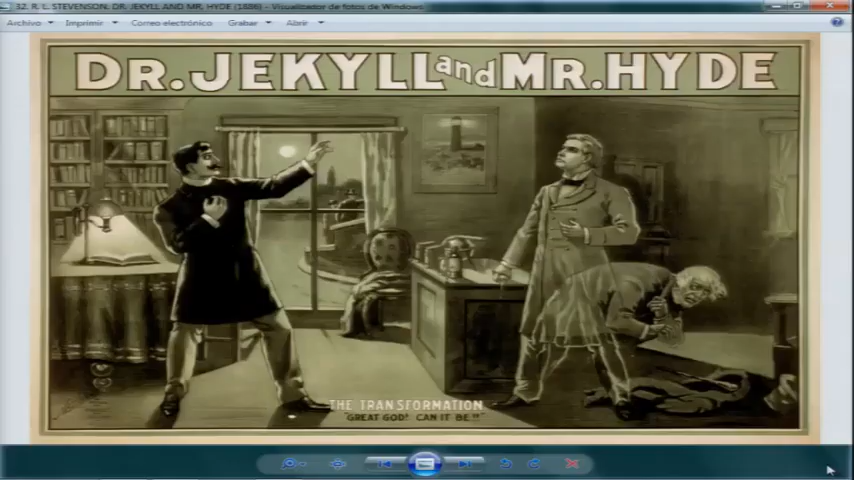 32. R. L. STEVENSON. DR. JEKYLL AND MR. HYDE (1886) - Visualizador de fotos de Windows
Archivo Imprimir Correo electrónico Grabar Abrir
DR. JEKYLL and MR. HYDE
THE TRANSFORMATION
"GREAT GOD! CAN IT BE!!"